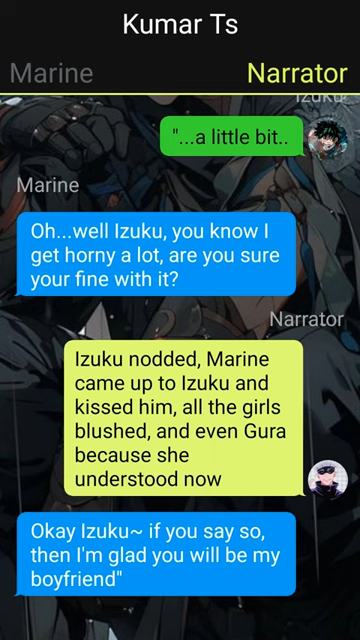 Kumar Ts
Marine
Narrator
Izuku
"...a little bit..
Marine
Oh...well Izuku, you know I
get horny a lot, are you sure
your fine with it?
Narrator
Izuku nodded, Marine
came up to Izuku and
kissed him, all the girls
blushed, and even Gura
because she
understood now
Okay Izuku~ if you say so,
then I'm glad you will be my
boyfriend"